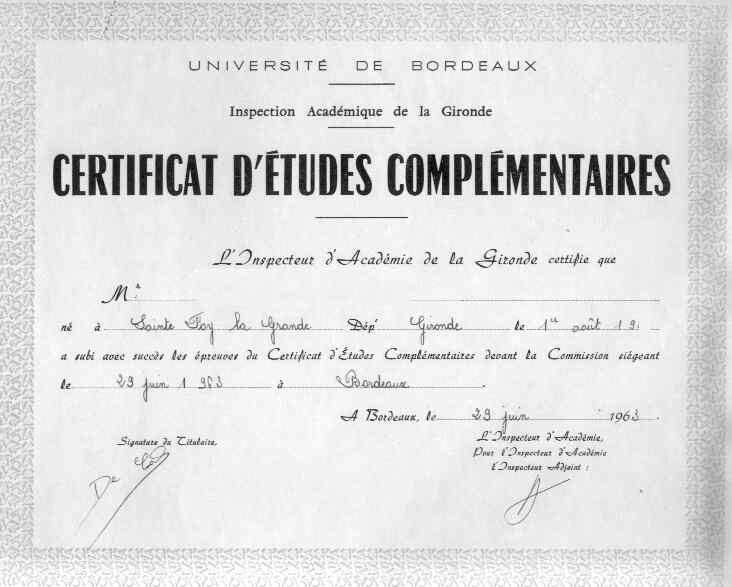 UNIVERSITÉ DE BORDEAUX
Inspection Académique de la Gironde
CERTIFICAT D'ÉTUDES COMPLÉMENTAIRES
L'Inspecteur d'Académie de la Gironde certifie que
M.
né à Sainte Foy la Grande Dépt Gironde le 1er août 19
a subi avec succès les épreuves du Certificat d'Études Complémentaires devant la Commission siégeant
le 29 juin 1963 à Bordeaux.
A Bordeaux, le 29 juin 1963
Signature du Titulaire.
L'Inspecteur d'Académie,
Pour l'Inspecteur d'Académie
l'Inspecteur Adjoint :